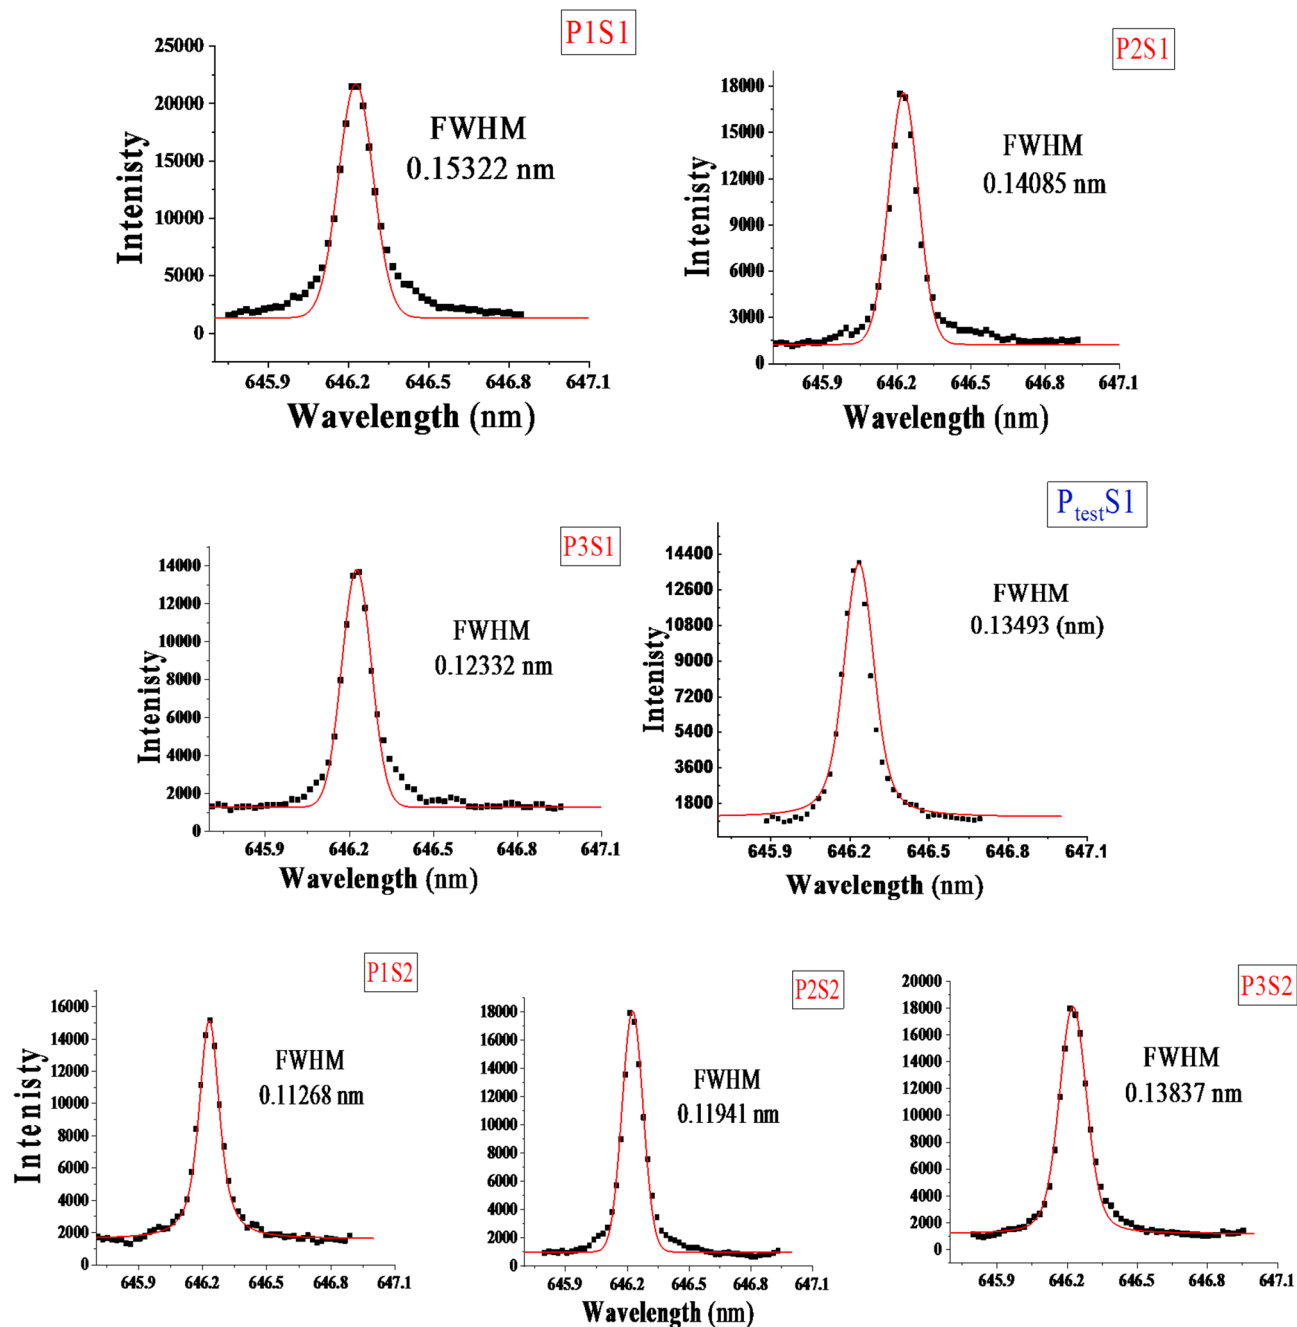 P1S1
25000
20000
15000
10000
5000
0
Intenisty
FWHM
0.15322 nm
645.9 646.2 646.5 646.8 647.1
Wavelength (nm)
P2S1
18000
15000
12000
9000
6000
3000
0
Intenisty
FWHM
0.14085 nm
645.9 646.2 646.5 646.8 647.1
Wavelength (nm)
P3S1
14000
12000
10000
8000
6000
4000
2000
0
Intenisty
FWHM
0.12332 nm
645.9 646.2 646.5 646.8 647.1
Wavelength (nm)
PtestS1
14400
12600
10800
9000
7200
5400
3600
1800
Intenisty
FWHM
0.13493 (nm)
645.9 646.2 646.5 646.8 647.1
Wavelength (nm)
P1S2
16000
14000
12000
10000
8000
6000
4000
2000
0
Intenisty
FWHM
0.11268 nm
645.9 646.2 646.5 646.8 647.1
P2S2
18000
16000
14000
12000
10000
8000
6000
4000
2000
0
FWHM
0.11941 nm
645.9 646.2 646.5 646.8 647.1
Wavelength (nm)
P3S2
20000
18000
16000
14000
12000
10000
8000
6000
4000
2000
0
FWHM
0.13837 nm
645.9 646.2 646.5 646.8 647.1